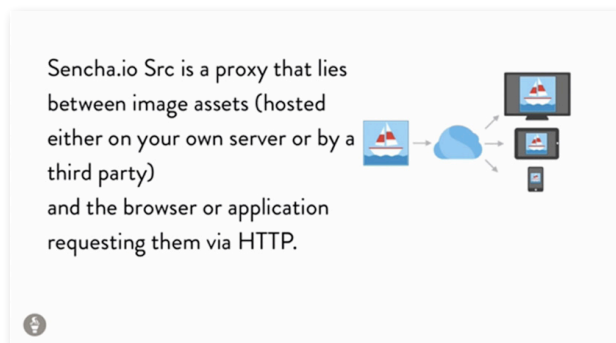 Sencha.io Src is a proxy that lies
between image assets (hosted
either on your own server or by a
third party)
and the browser or application
requesting them via HTTP.